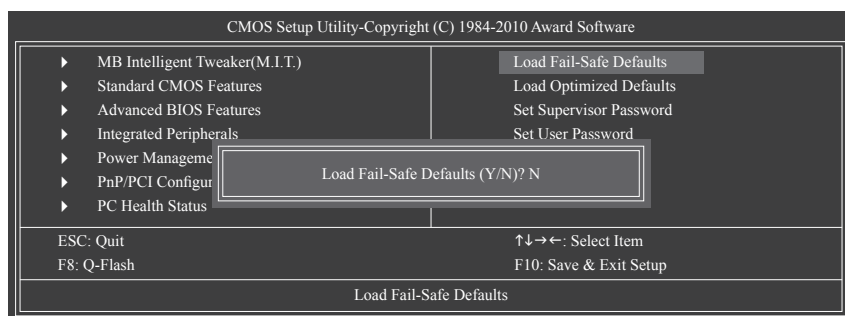 CMOS Setup Utility-Copyright (C) 1984-2010 Award Software
MB Intelligent Tweaker(M.I.T.)
Standard CMOS Features
Advanced BIOS Features
Integrated Peripherals
Power Manageme
PnP/PCI Configur
PC Health Status
Load Fail-Safe Defaults
Load Optimized Defaults
Set Supervisor Password
Set User Password
Load Fail-Safe Defaults (Y/N)? N
ESC: Quit
F8: Q-Flash
↑↓→←: Select Item
F10: Save & Exit Setup
Load Fail-Safe Defaults